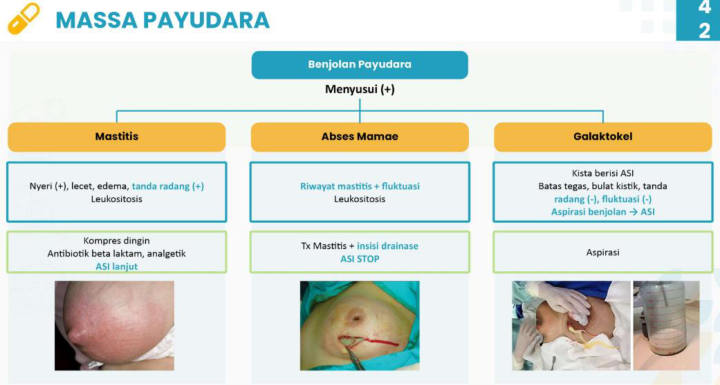 MASSA PAYUDARA
4
2
Benjolan Payudara
Menyusui (+)
Mastitis
Nyeri (+), lecet, edema, tanda radang (+)
Leukositosis
Kompres dingin
Antibiotik beta laktam, analgetik
ASI lanjut
Abses Mamae
Riwayat mastitis + fluktuasi
Leukositosis
Tx Mastitis + insisi drainase
ASI STOP
Galaktokel
Kista berisi ASI
Batas tegas, bulat kistik, tanda
radang (-), fluktuasi (-)
Aspirasi benjolan → ASI
Aspirasi